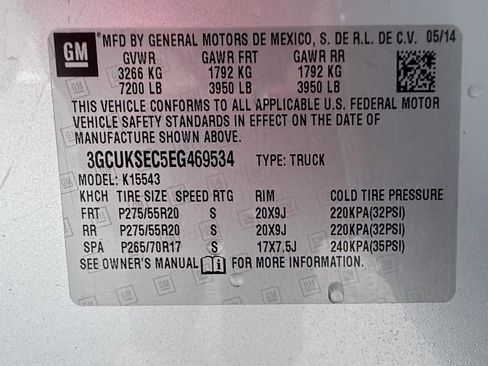 GM *MFD BY GENERAL MOTORS DE MEXICO, S. DE R.L. DE C.V. 05/14
GVWR GAWR FRT GAWR RR
3266 KG 1792 KG 1792 KG
7200 LB 3950 LB 3950 LB
THIS VEHICLE CONFORMS TO ALL APPLICABLE U.S. FEDERAL MOTOR
VEHICLE SAFETY STANDARDS IN EFFECT ON THE DATE OF
MANUFACTURE SHOWN ABOVE.
3GCUKSEC5EG469534 TYPE: TRUCK
MODEL: K15543
KHCH TIRE SIZE SPEED RTG RIM COLD TIRE PRESSURE
FRT P275/55R20 S 20X9J 220KPA(32PSI)
RR P275/55R20 S 20X9J 220KPA(32PSI)
SPA P265/70R17 S 17X7.5J 240KPA(35PSI)
SEE OWNER'S MANUAL FOR MORE INFORMATION.